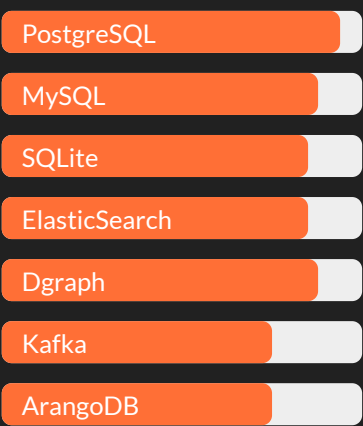 PostgreSQL
MySQL
SQLite
ElasticSearch
Dgraph
Kafka
ArangoDB